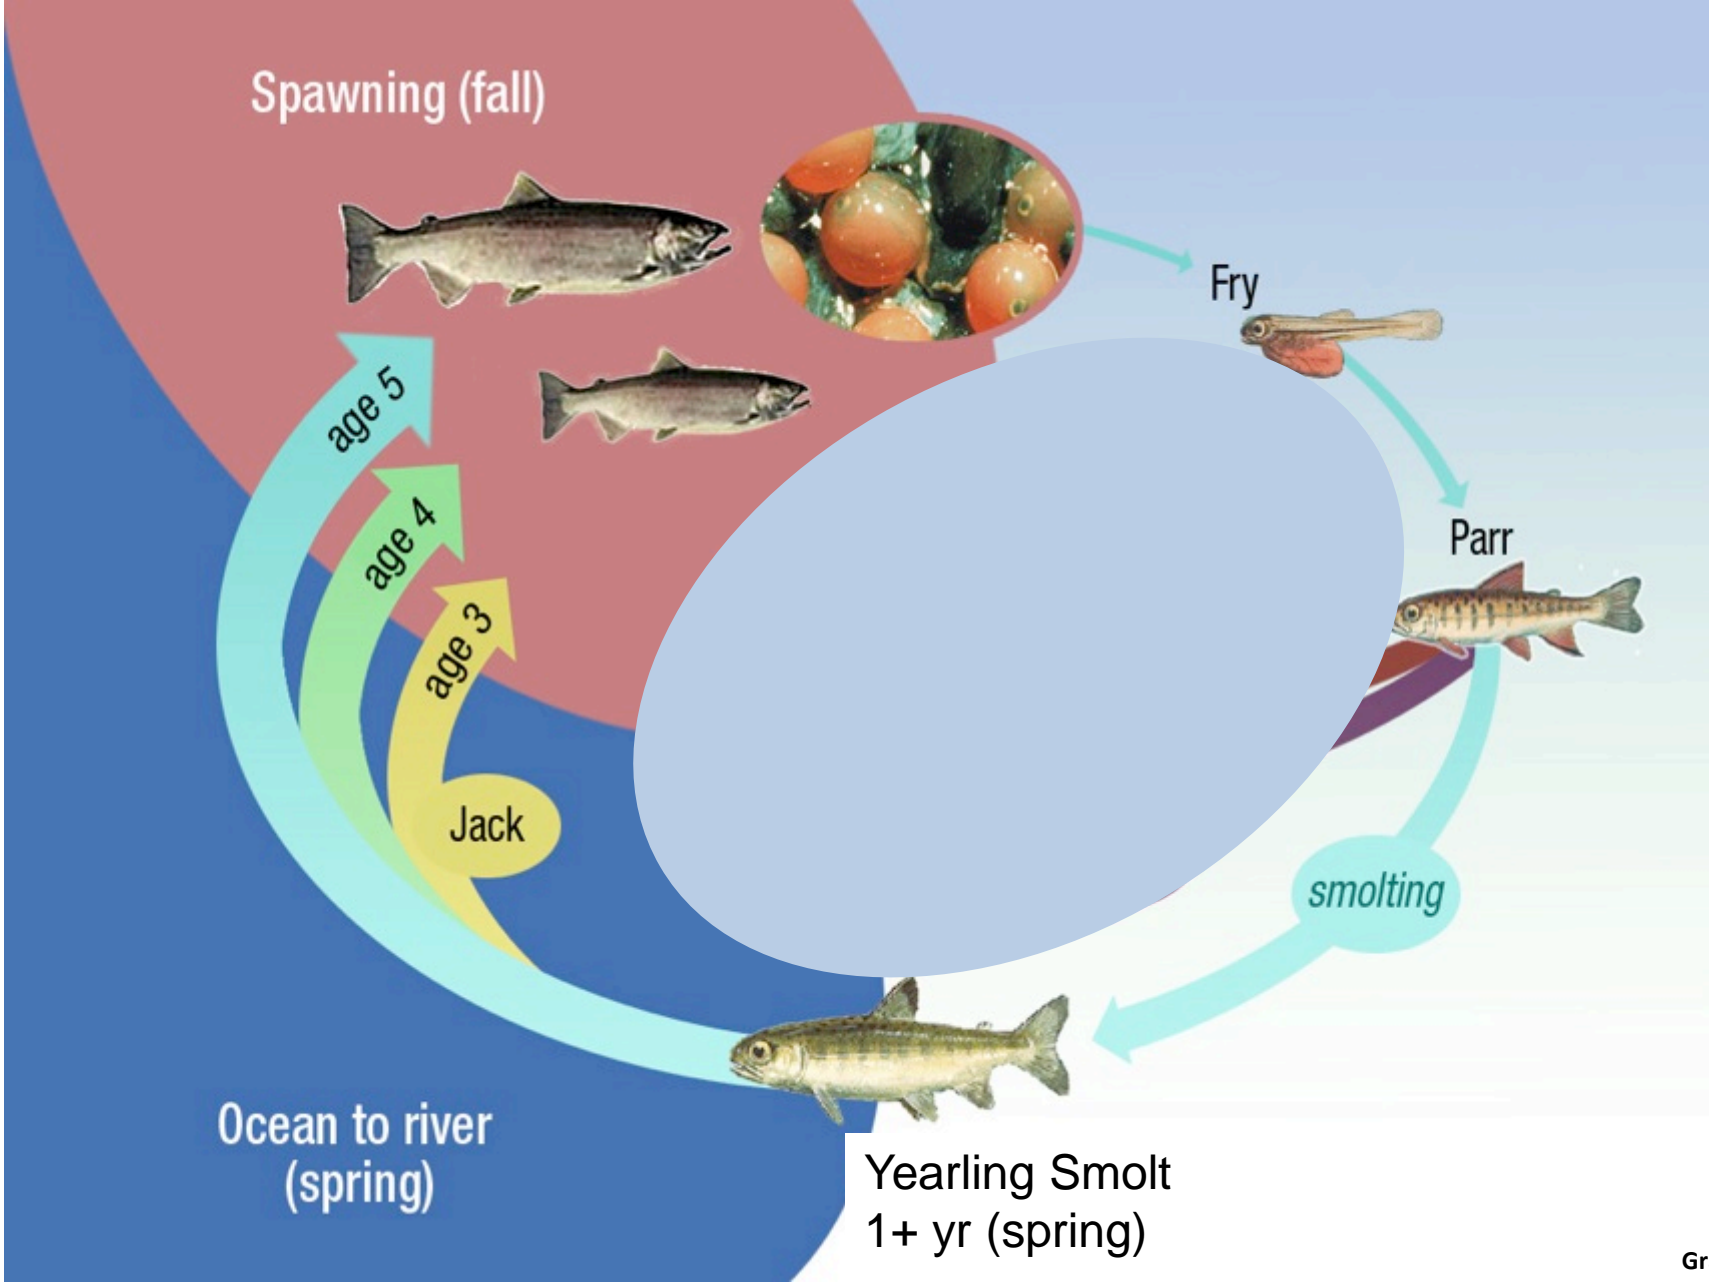 Spawning (fall)
Fry
Parr
age 5
age 4
age 3
Jack
smolting
Ocean to river
(spring)
Yearling Smolt
1+ yr (spring)
Gr